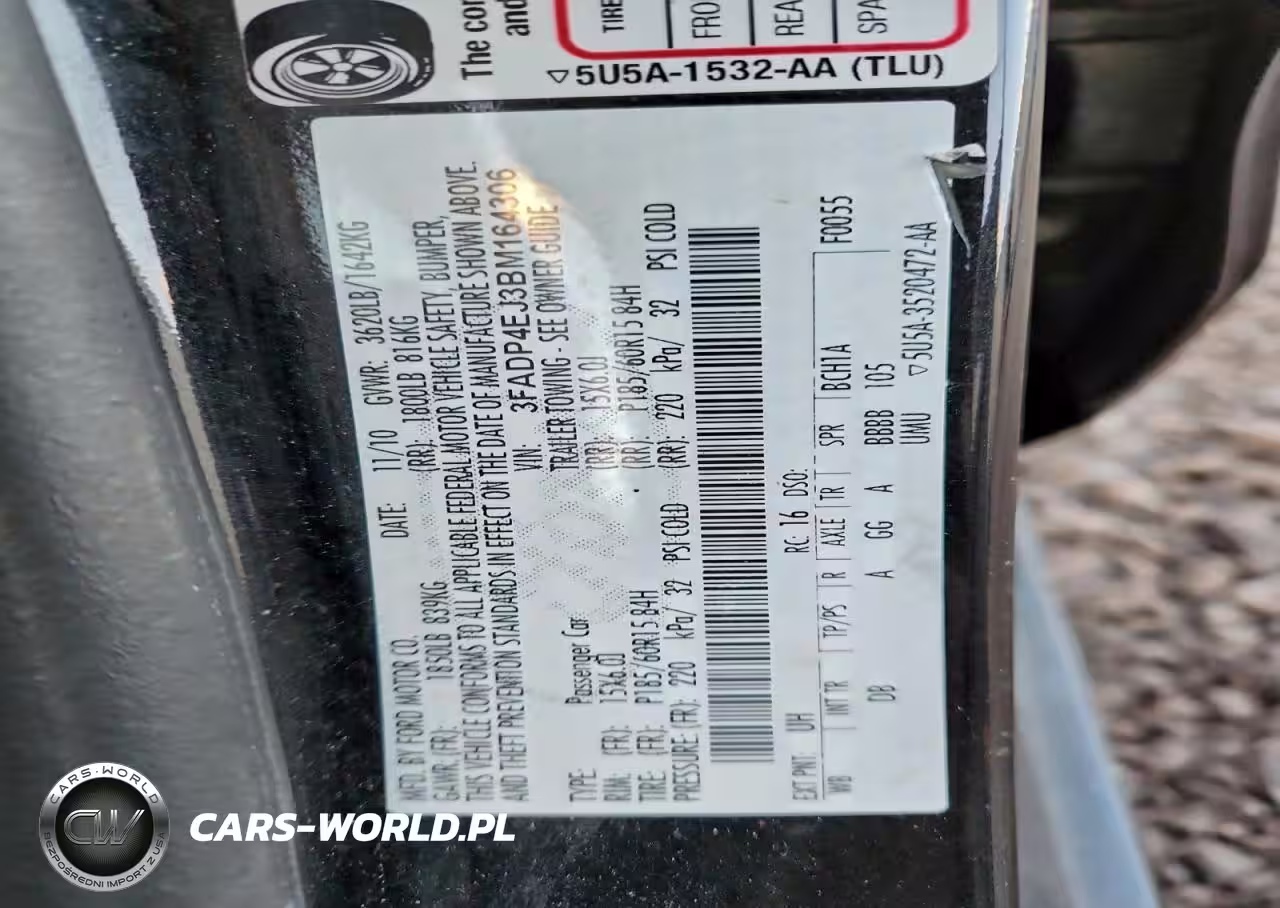 The cor
and
TIRE
FRO
REA
SPA
5U5A-1532-AA (TLU)
MFD. BY FORD MOTOR CO. DATE: 11/10 GVWR: 3620LB/1642KG
GAWR: (FR): 1850LB 839KG (RR): 1800LB 816KG
THIS VEHICLE CONFORMS TO ALL APPLICABLE FEDERAL MOTOR VEHICLE SAFETY, BUMPER,
AND THEFT PREVENTION STANDARDS IN EFFECT ON THE DATE OF MANUFACTURE SHOWN ABOVE.
VIN: 3FADP4EJ3BM164306
TYPE: Passenger Car TRAILER TOWING - SEE OWNER GUIDE
RIM: (FR): 15X6.0J (RR): 15X6.0J
TIRE: (FR): P185/60R15 84H (RR): P185/60R15 84H
PRESSURE: (FR): 220 kPa/ 32 PSI COLD (RR): 220 kPa/ 32 PSI COLD
EXT PNT: UH RC: 16 DSO: F0055
WB INT TR TP/PS R AXLE TR SPR BCH1A
DB A GG A BBB 105
UMU 5U5A-3520472-AA
CARS-WORLD
CW
BEZPOŚREDNI IMPORT Z USA
CARS-WORLD.PL